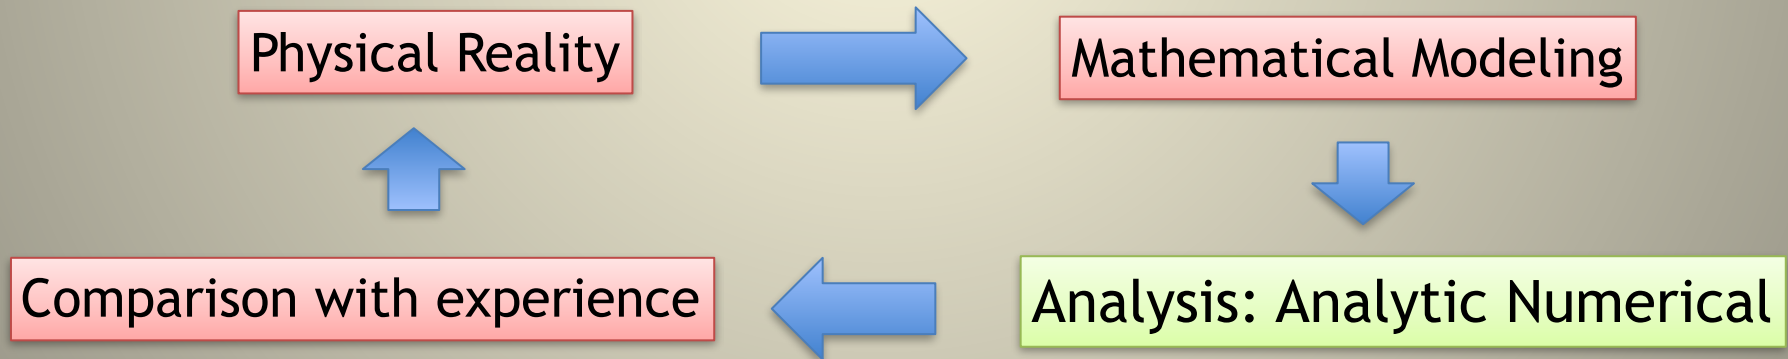 Physical Reality
Mathematical Modeling
Comparison with experience
Analysis: Analytic Numerical